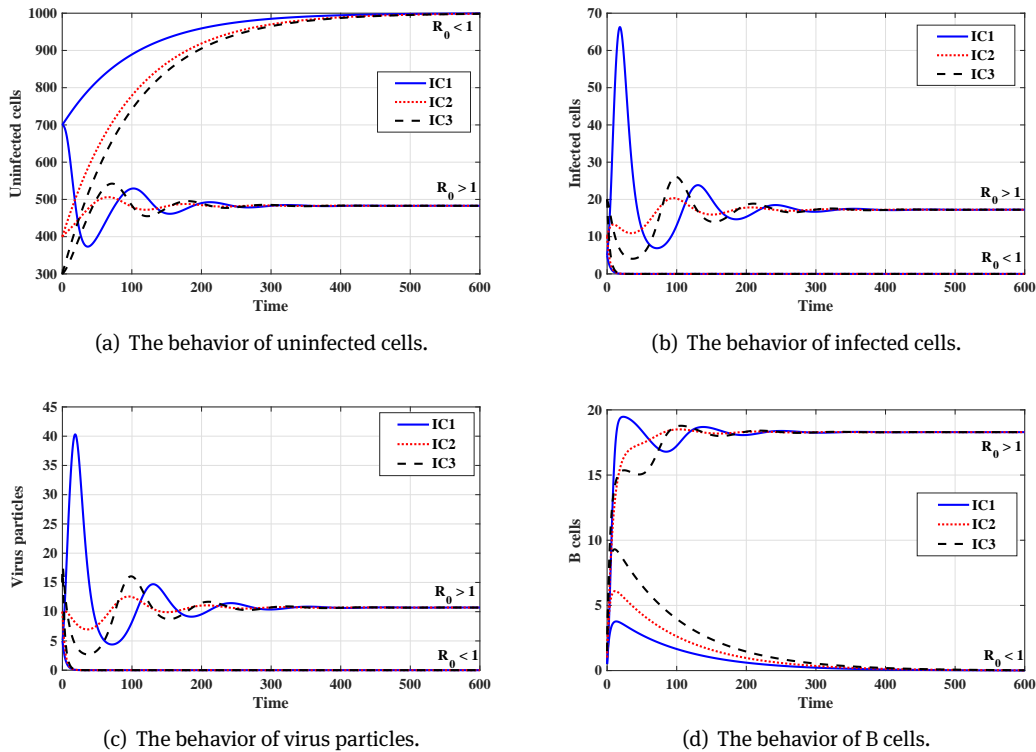 1000
900
800
700
600
500
400
300
Uninfected cells
R0 < 1
IC1
IC2
IC3
R0 > 1
0 100 200 300 400 500 600
Time
(a) The behavior of uninfected cells.
60
50
40
30
20
10
0
Infected cells
IC1
IC2
IC3
R0 > 1
R0 < 1
0 100 200 300 400 500 600
Time
(b) The behavior of infected cells.
45
40
35
30
25
20
15
10
5
0
Virus particles
IC1
IC2
IC3
R0 > 1
R0 < 1
0 100 200 300 400 500 600
Time
(c) The behavior of virus particles.
20
15
10
5
0
B cells
R0 > 1
IC1
IC2
IC3
R0 < 1
0 100 200 300 400 500 600
Time
(d) The behavior of B cells.